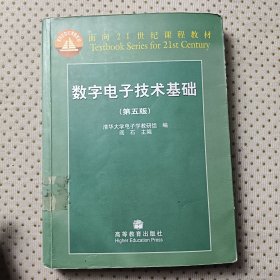 面向21世纪课程教材
Textbook Series for 21st Century
数字电子技术基础
(第五版)
清华大学电子学教研组 编
阎石 主编
高等教育出版社
Higher Education Press